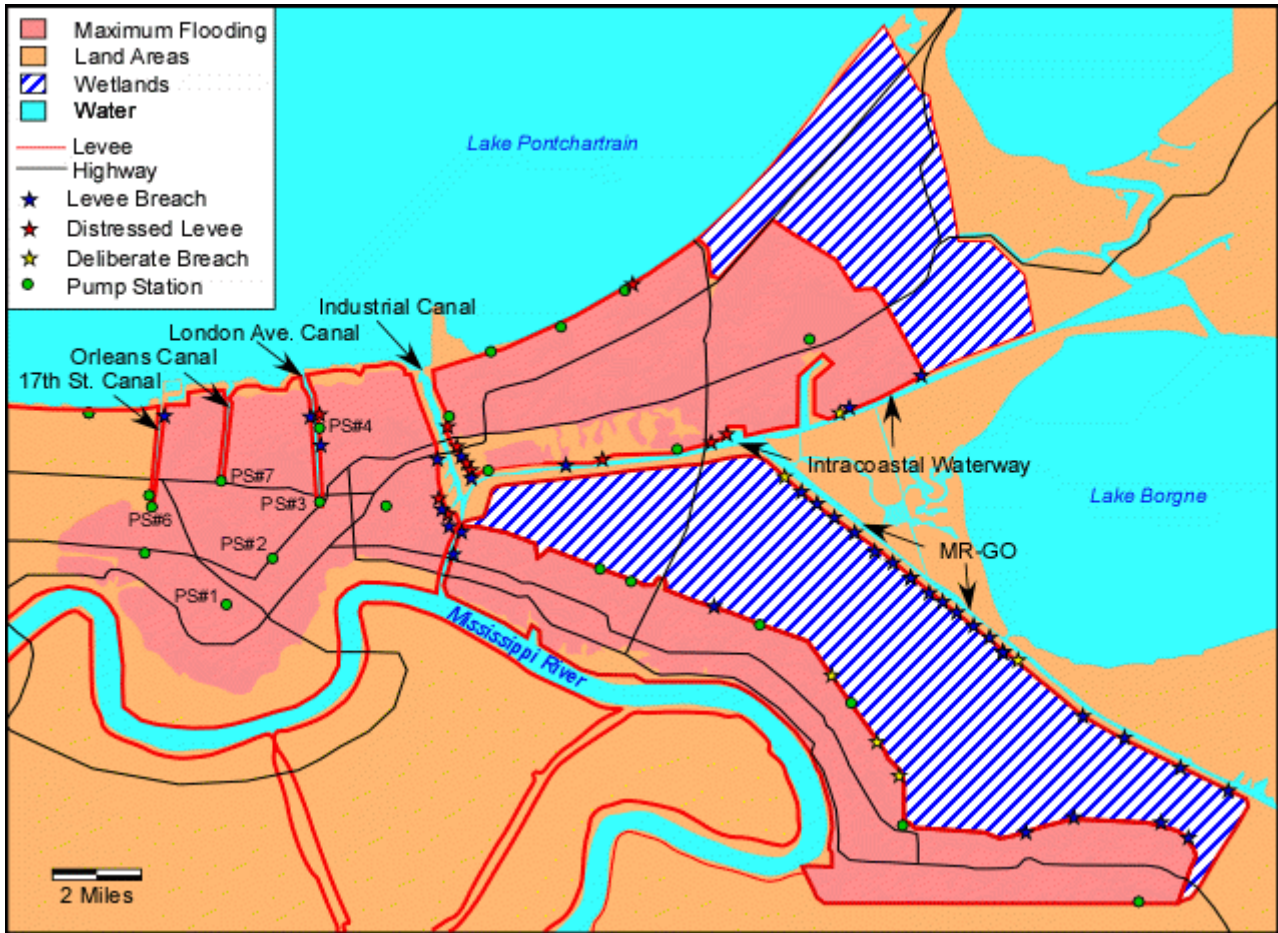 Maximum Flooding
Land Areas
Wetlands
Water
Levee
Highway
Levee Breach
Distressed Levee
Deliberate Breach
Pump Station
Lake Pontchartrain
Industrial Canal
London Ave. Canal
Orleans Canal
17th St. Canal
PS#4
PS#7
PS#3
PS#6
PS#2
PS#1
Intracoastal Waterway
Lake Borgne
MR-GO
Mississippi River
2 Miles